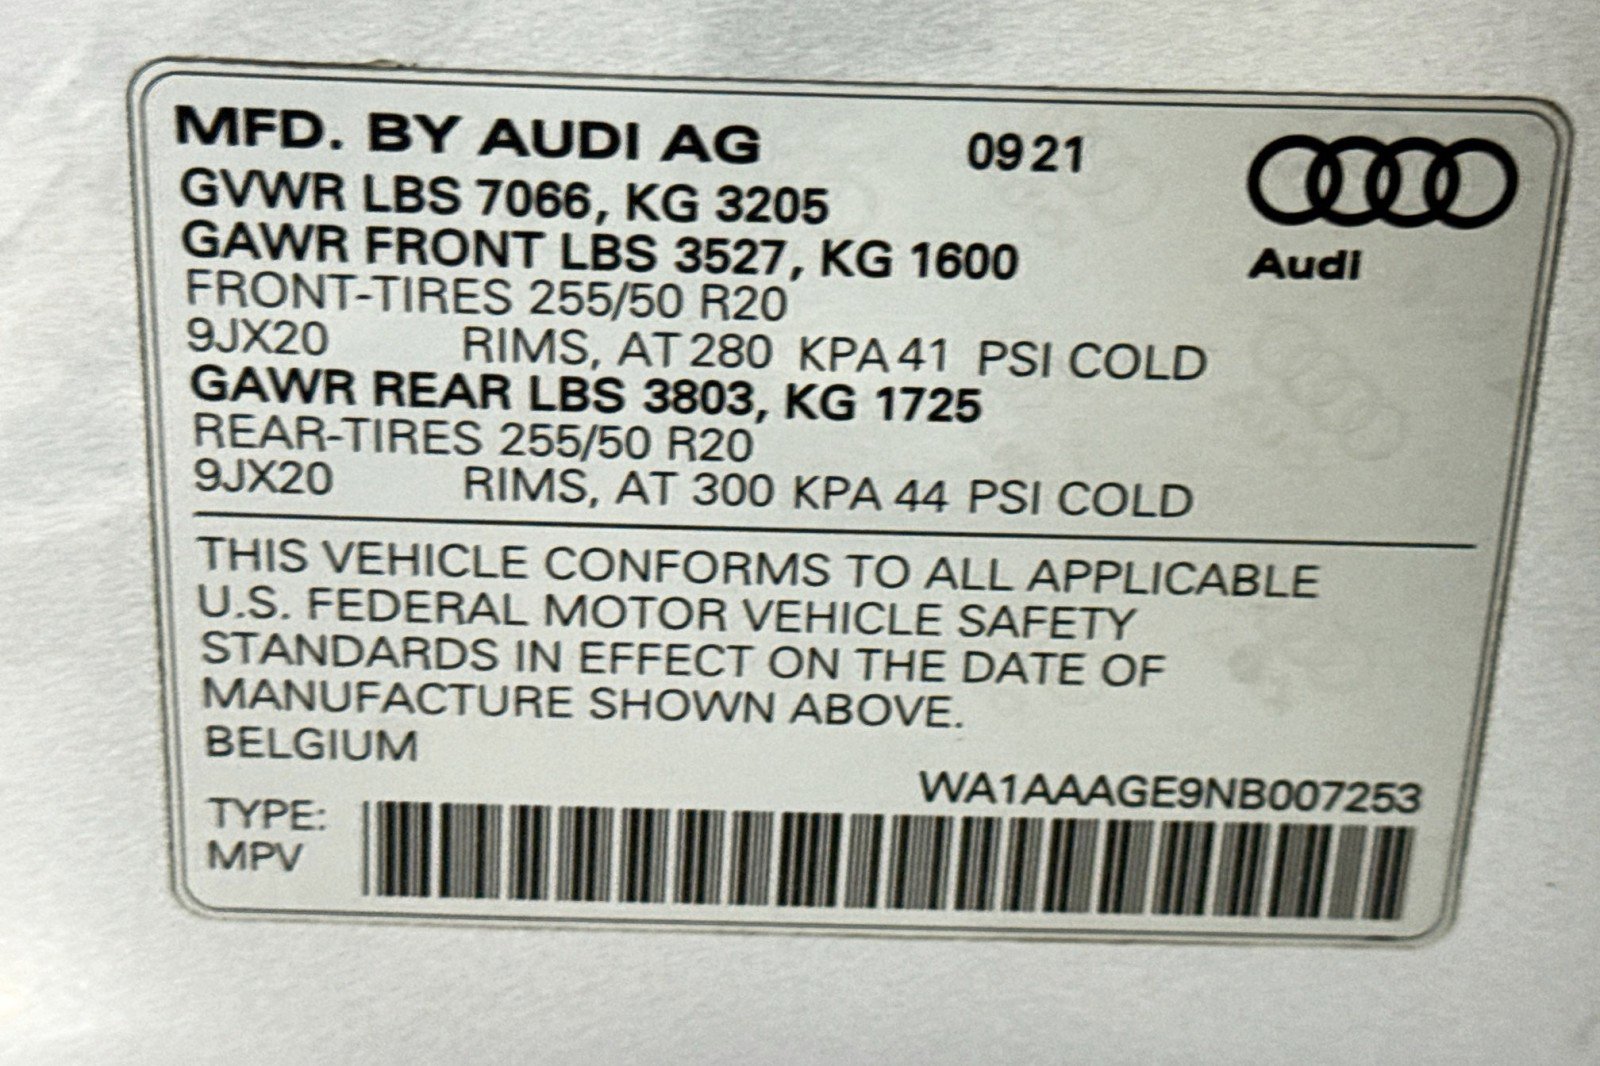 MFD. BY AUDI AG 09 21
GVWR LBS 7066, KG 3205
GAWR FRONT LBS 3527, KG 1600
Audi
FRONT-TIRES 255/50 R20
9JX20 RIMS, AT 280 KPA 41 PSI COLD
GAWR REAR LBS 3803, KG 1725
REAR-TIRES 255/50 R20
9JX20 RIMS, AT 300 KPA 44 PSI COLD
THIS VEHICLE CONFORMS TO ALL APPLICABLE
U.S. FEDERAL MOTOR VEHICLE SAFETY
STANDARDS IN EFFECT ON THE DATE OF
MANUFACTURE SHOWN ABOVE.
BELGIUM
WA1AAAGE9NB007253
TYPE:
MPV